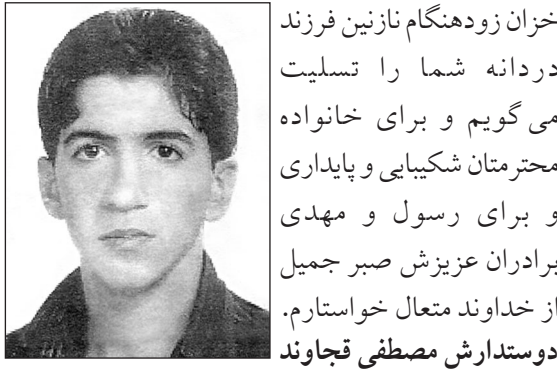 خزان زودهنگام نازنین فرزند
دردانه شما را تسلیت
می گویم و برای خانواده
محترمتان شکیبایی و پایداری
و برای رسول و مهدی
برادران عزیزش صبر جمیل
از خداوند متعال خواستارم.
دوستدارش مصطفی قجاوند